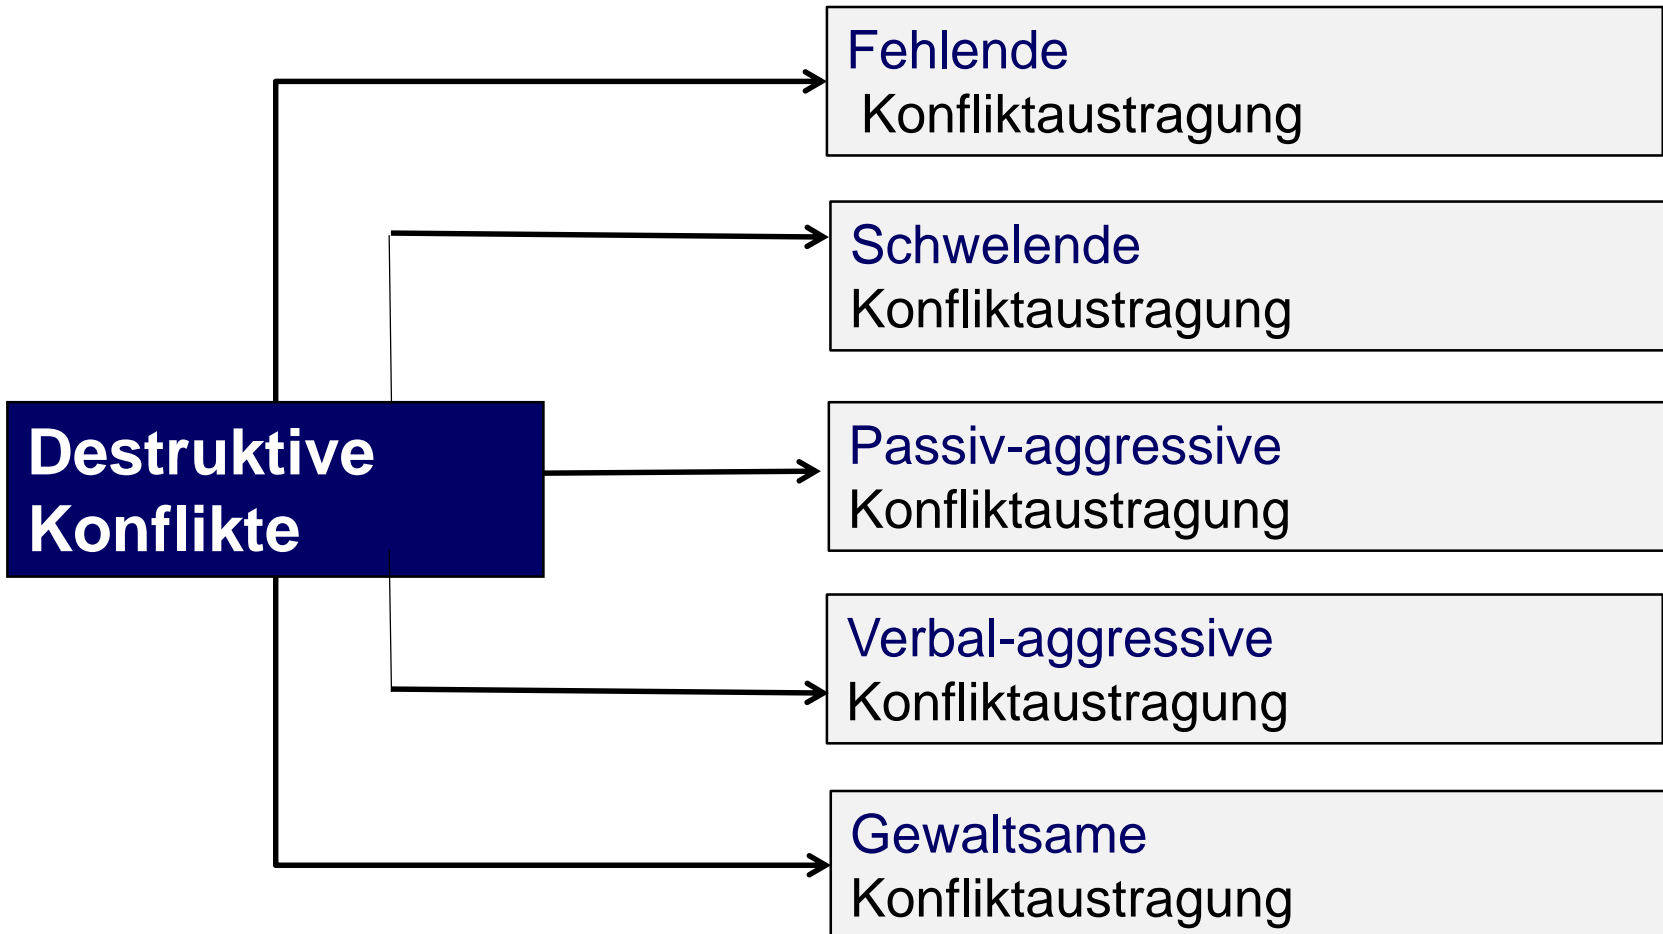 Fehlende
Konfliktaustragung
Schwelende
Konfliktaustragung
Destruktive
Konflikte
Passiv-aggressive
Konfliktaustragung
Verbal-aggressive
Konfliktaustragung
Gewaltsame
Konfliktaustragung